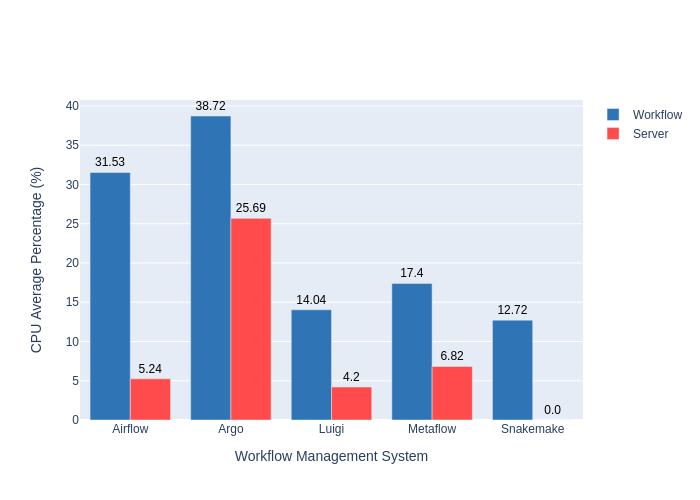 CPU Average Percentage (%)
40
35
30
25
20
15
10
5
0
31.53
5.24
38.72
25.69
14.04
4.2
17.4
6.82
12.72
0.0
Airflow
Argo
Luigi
Metaflow
Snakemake
Workflow Management System
Workflow
Server